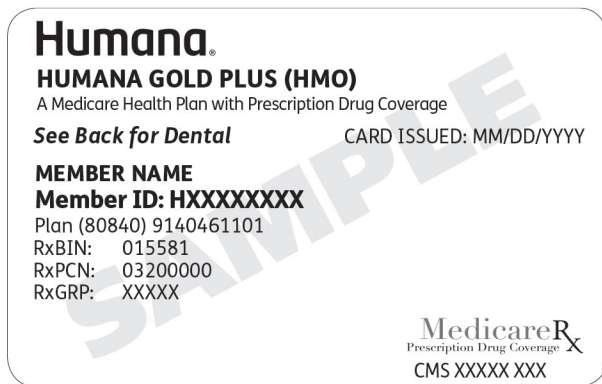 Humana®
HUMANA GOLD PLUS (HMO)
A Medicare Health Plan with Prescription Drug Coverage
See Back for Dental CARD ISSUED: MM/DD/YYYY
MEMBER NAME
Member ID: HXXXXXXXX
Plan (80840) 9140461101
RxBIN: 015581
RxPCN: 03200000
RxGRP: XXXXX
SAMPLE
MedicareRx
Prescription Drug Coverage
CMS XXXXX XXX